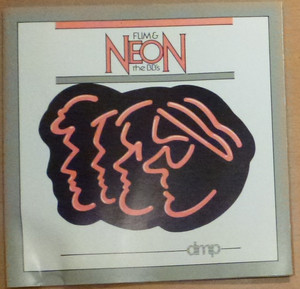 FLIM &
NEON
the BB's
dmp